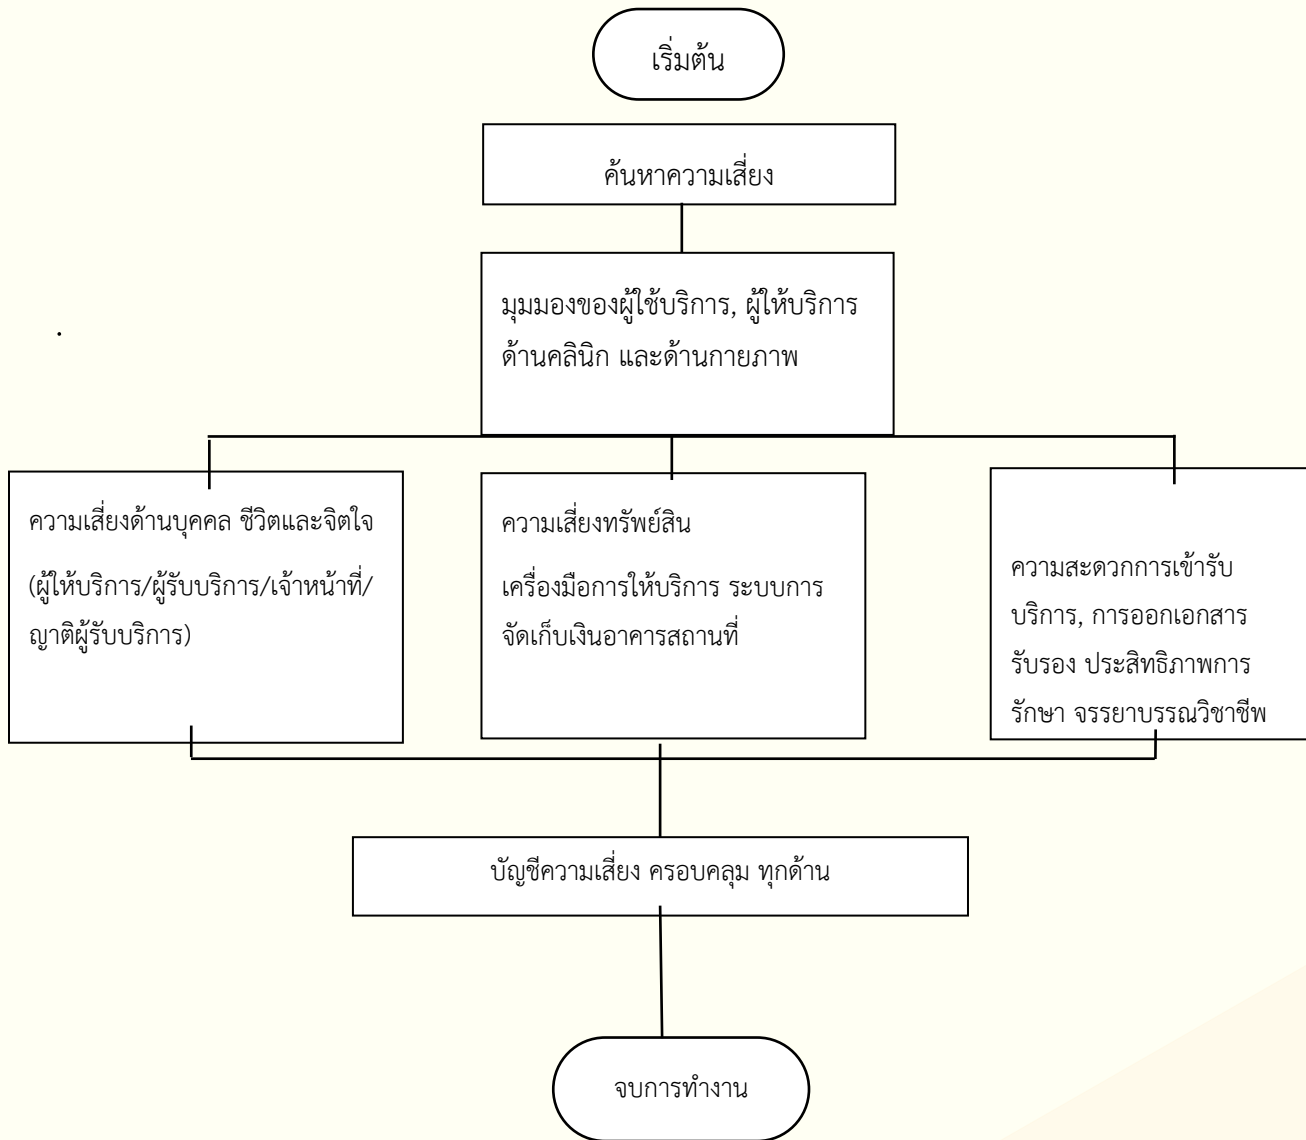 เริ่มต้น
ค้นหาความเสี่ยง
มุมมองของผู้ใช้บริการ, ผู้ให้บริการ
ด้านคลินิก และด้านกายภาพ
.
ความเสี่ยงด้านบุคคล ชีวิตและจิตใจ
(ผู้ให้บริการ/ผู้รับบริการ/เจ้าหน้าที่/
ญาติผู้รับบริการ)
ความเสี่ยงทรัพย์สิน
เครื่องมือการให้บริการ ระบบการ
จัดเก็บเงินอาคารสถานที่
ความสะดวกการเข้ารับ
บริการ, การออกเอกสาร
รับรอง ประสิทธิภาพการ
รักษา จรรยาบรรณวิชาชีพ
บัญชีความเสี่ยง ครอบคลุม ทุกด้าน
จบการทำงาน